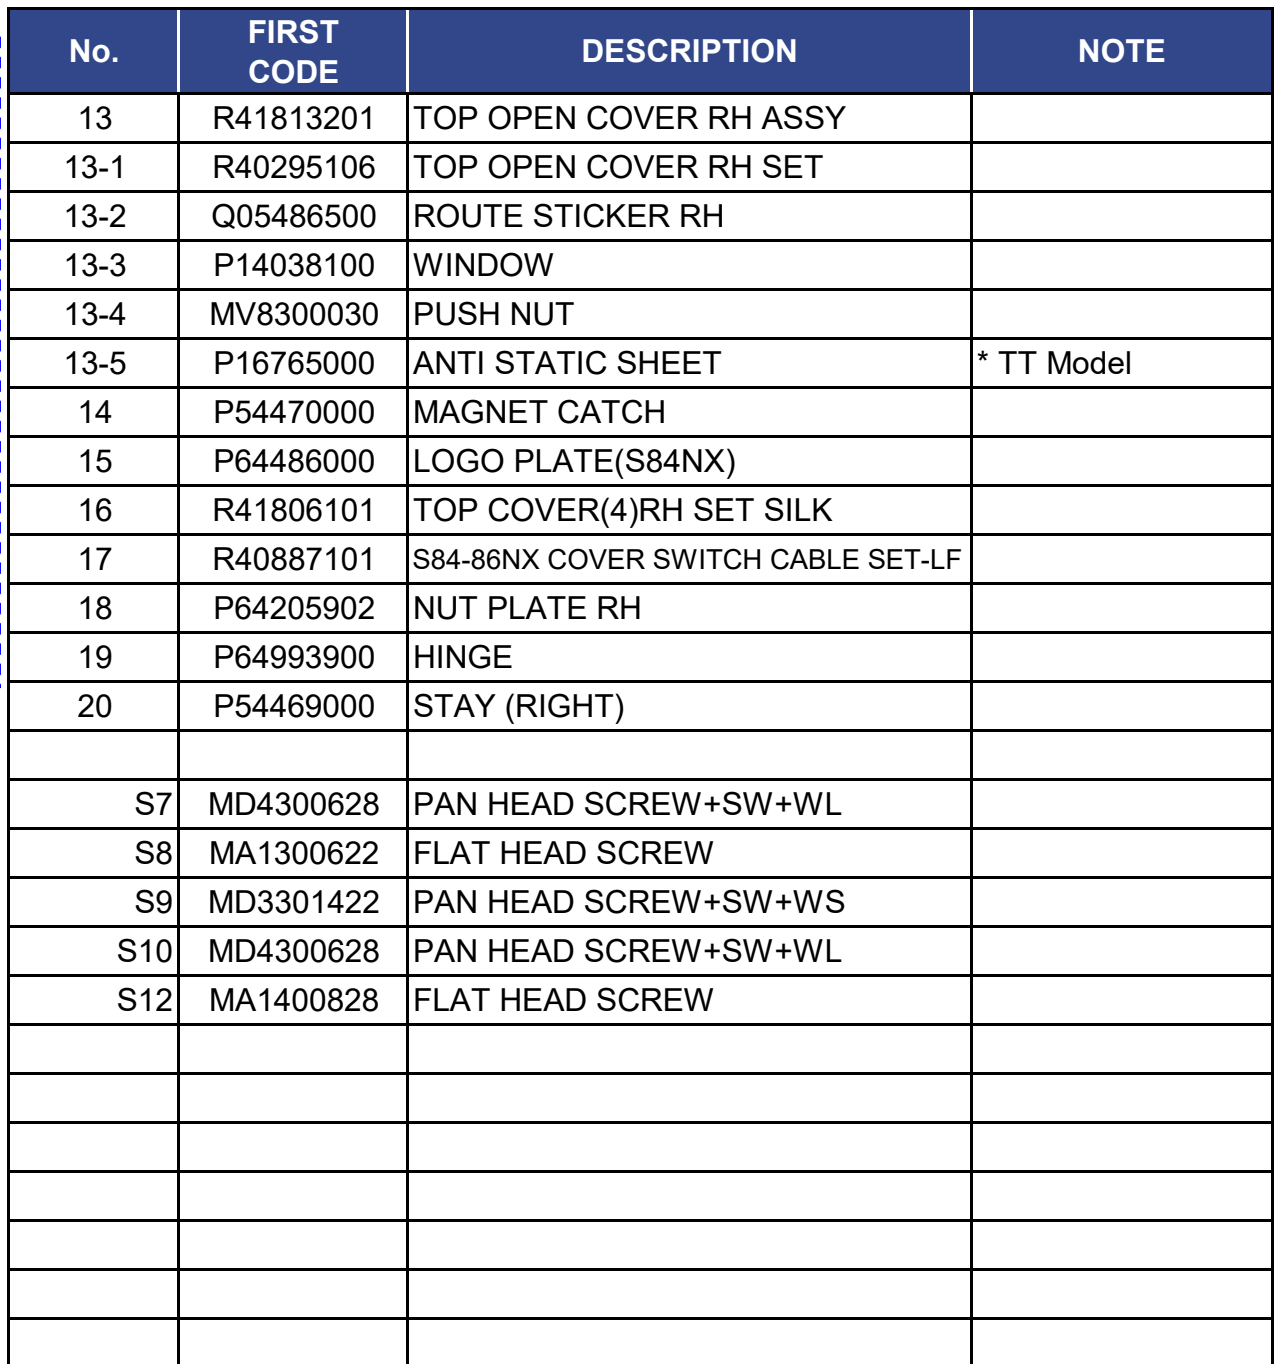 No. FIRST CODE DESCRIPTION NOTE
13 R41813201 TOP OPEN COVER RH ASSY
13-1 R40295106 TOP OPEN COVER RH SET
13-2 Q05486500 ROUTE STICKER RH
13-3 P14038100 WINDOW
13-4 MV8300030 PUSH NUT
13-5 P16765000 ANTI STATIC SHEET * TT Model
14 P54470000 MAGNET CATCH
15 P64486000 LOGO PLATE(S84NX)
16 R41806101 TOP COVER(4)RH SET SILK
17 R40887101 S84-86NX COVER SWITCH CABLE SET-LF
18 P64205902 NUT PLATE RH
19 P64993900 HINGE
20 P54469000 STAY (RIGHT)
S7 MD4300628 PAN HEAD SCREW+SW+WL
S8 MA1300622 FLAT HEAD SCREW
S9 MD3301422 PAN HEAD SCREW+SW+WS
S10 MD4300628 PAN HEAD SCREW+SW+WL
S12 MA1400828 FLAT HEAD SCREW